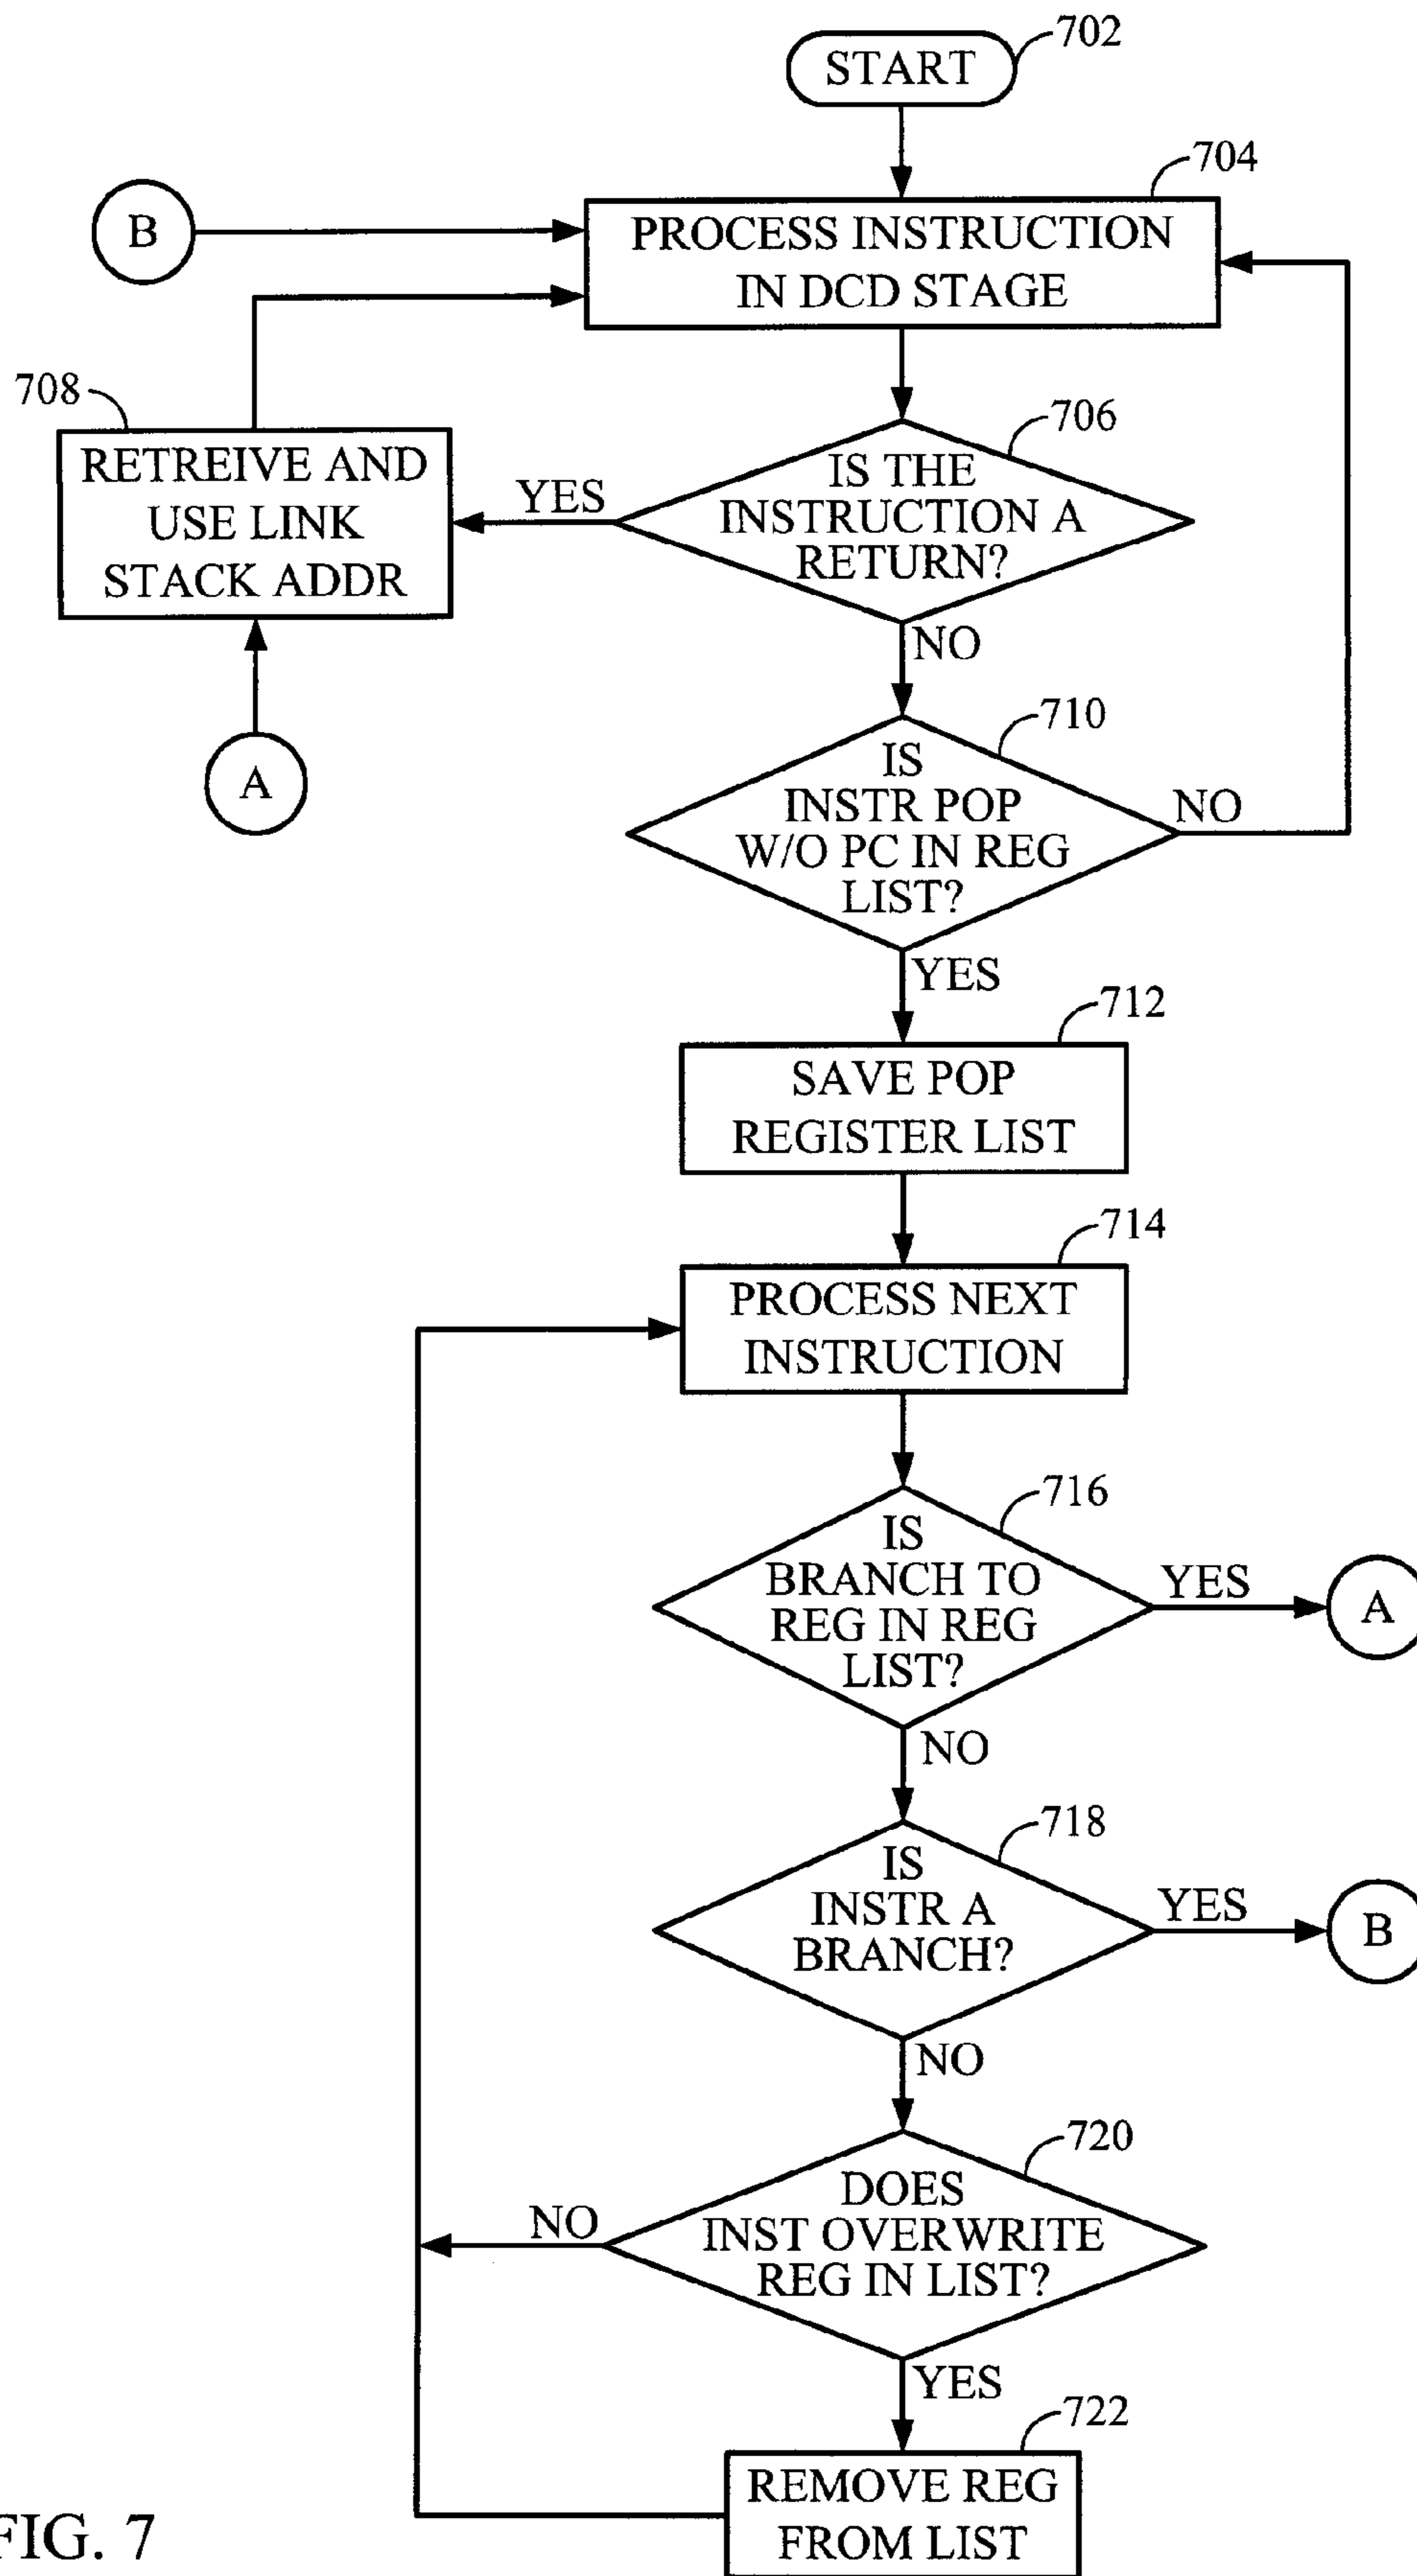 START
702
704
B
PROCESS INSTRUCTION
IN DCD STAGE
708
706
RETREIVE AND
USE LINK
STACK ADDR
YES
IS THE
INSTRUCTION A
RETURN?
NO
A
710
IS
INSTR POP
W/O PC IN REG
LIST?
NO
YES
712
SAVE POP
REGISTER LIST
714
PROCESS NEXT
INSTRUCTION
716
IS
BRANCH TO
REG IN REG
LIST?
YES
A
NO
718
IS
INSTR A
BRANCH?
YES
B
NO
720
DOES
INST OVERWRITE
REG IN LIST?
NO
YES
722
REMOVE REG
FROM LIST
FIG. 7